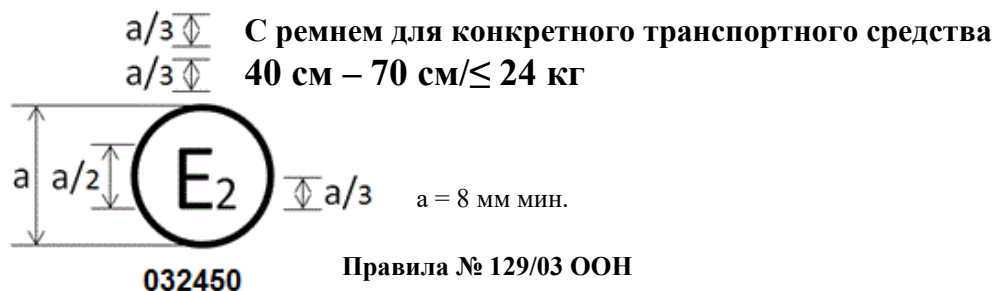 a/3 С ремнем для конкретного транспортного средства
a/3 40 см – 70 см/≤ 24 кг
a a/2 E2 a/3 a = 8 мм мин.
Правила № 129/03 ООН
032450